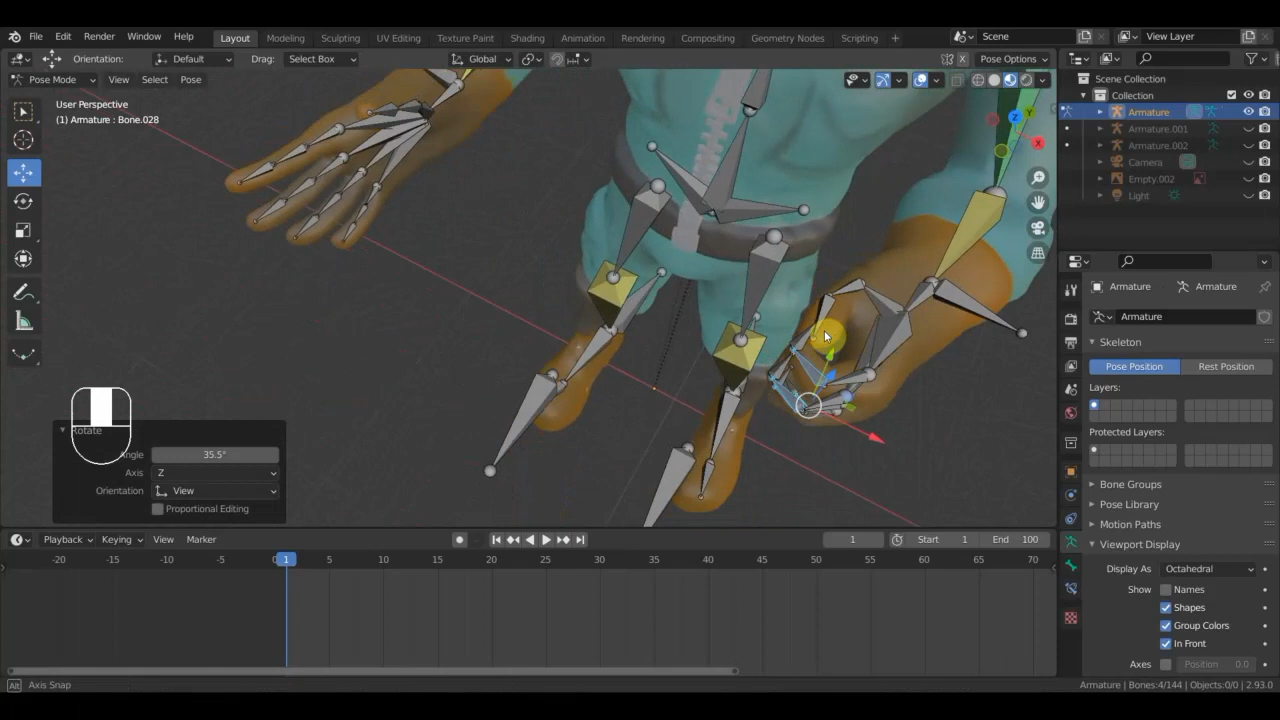 File Edit Render Window Help Layout Modeling Sculpting UV Editing Texture Paint Shading Animation Rendering Compositing Geometry Nodes Scripting + Scene View Layer
Orientation: Default Drag: Select Box Global Pose Options
Pose Mode View Select Pose
User Perspective
(1) Armature : Bone.028
Z
Y
X
Scene Collection
Collection
Armature
Armature.001
Armature.002
Camera
Empty.002
Light
Armature Armature
Armature
Skeleton
Pose Position Rest Position
Layers:
Protected Layers:
Bone Groups
Pose Library
Motion Paths
Viewport Display
Display As Octahedral
Show Names
Shapes
Group Colors
In Front
Axes Position 0.0
Rotate
Angle 35.5°
Axis Z
Orientation View
Proportional Editing
Playback Keying View Marker 1 Start 1 End 100
-20 -15 -10 -5 0 1 5 10 15 20 25 30 35 40 45 50 55 60 65 70
Alt Axis Snap
Armature | Bones:4/144 | Objects:0/0 | 2.93.0